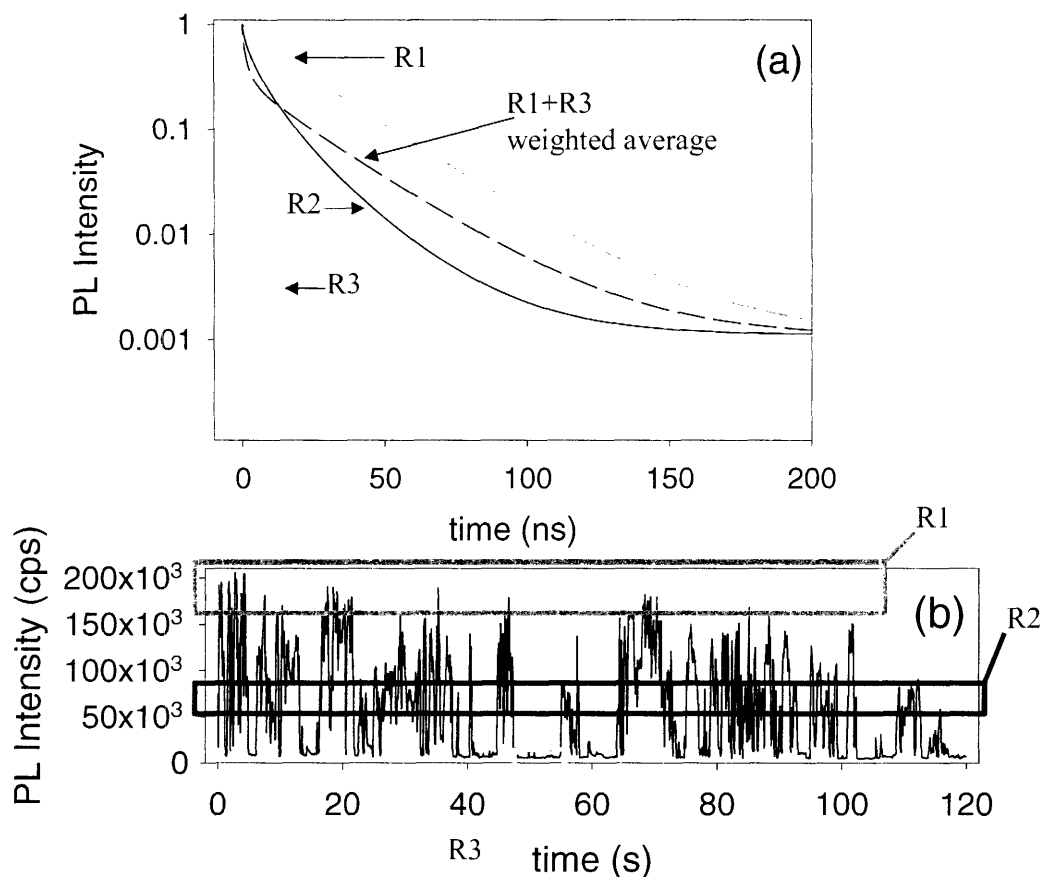 1
(a)
R1
R1+R3
weighted average
0.1
R2
0.01
R3
0.001
PL Intensity
0 50 100 150 200
time (ns)
R1
PL Intensity (cps)
200x10³
(b)
R2
150x10³
100x10³
50x10³
0
0 20 40 60 80 100 120
R3
time (s)